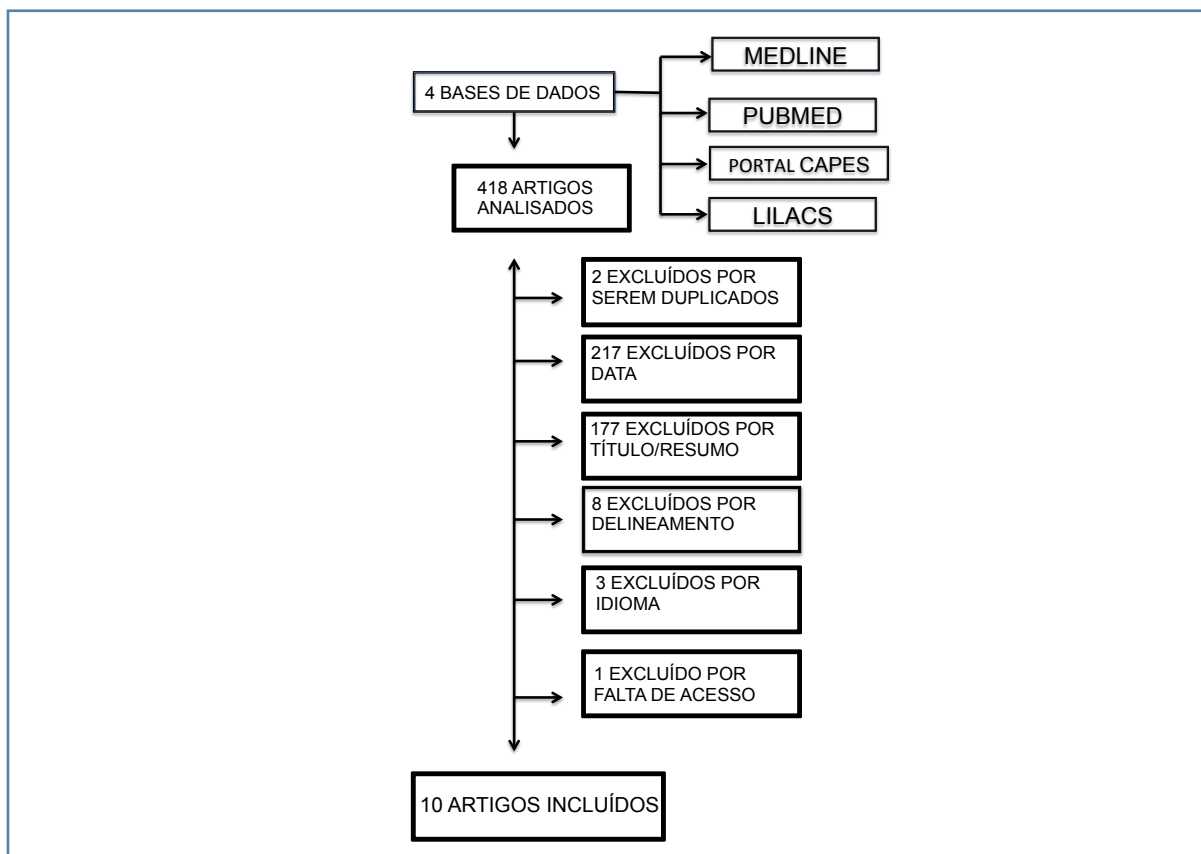 4 BASES DE DADOS
MEDLINE
PUBMED
PORTAL CAPES
LILACS
418 ARTIGOS
ANALISADOS
2 EXCLUÍDOS POR
SEREM DUPLICADOS
217 EXCLUÍDOS POR
DATA
177 EXCLUÍDOS POR
TÍTULO/RESUMO
8 EXCLUÍDOS POR
DELINEAMENTO
3 EXCLUÍDOS POR
IDIOMA
1 EXCLUÍDO POR
FALTA DE ACESSO
10 ARTIGOS INCLUÍDOS